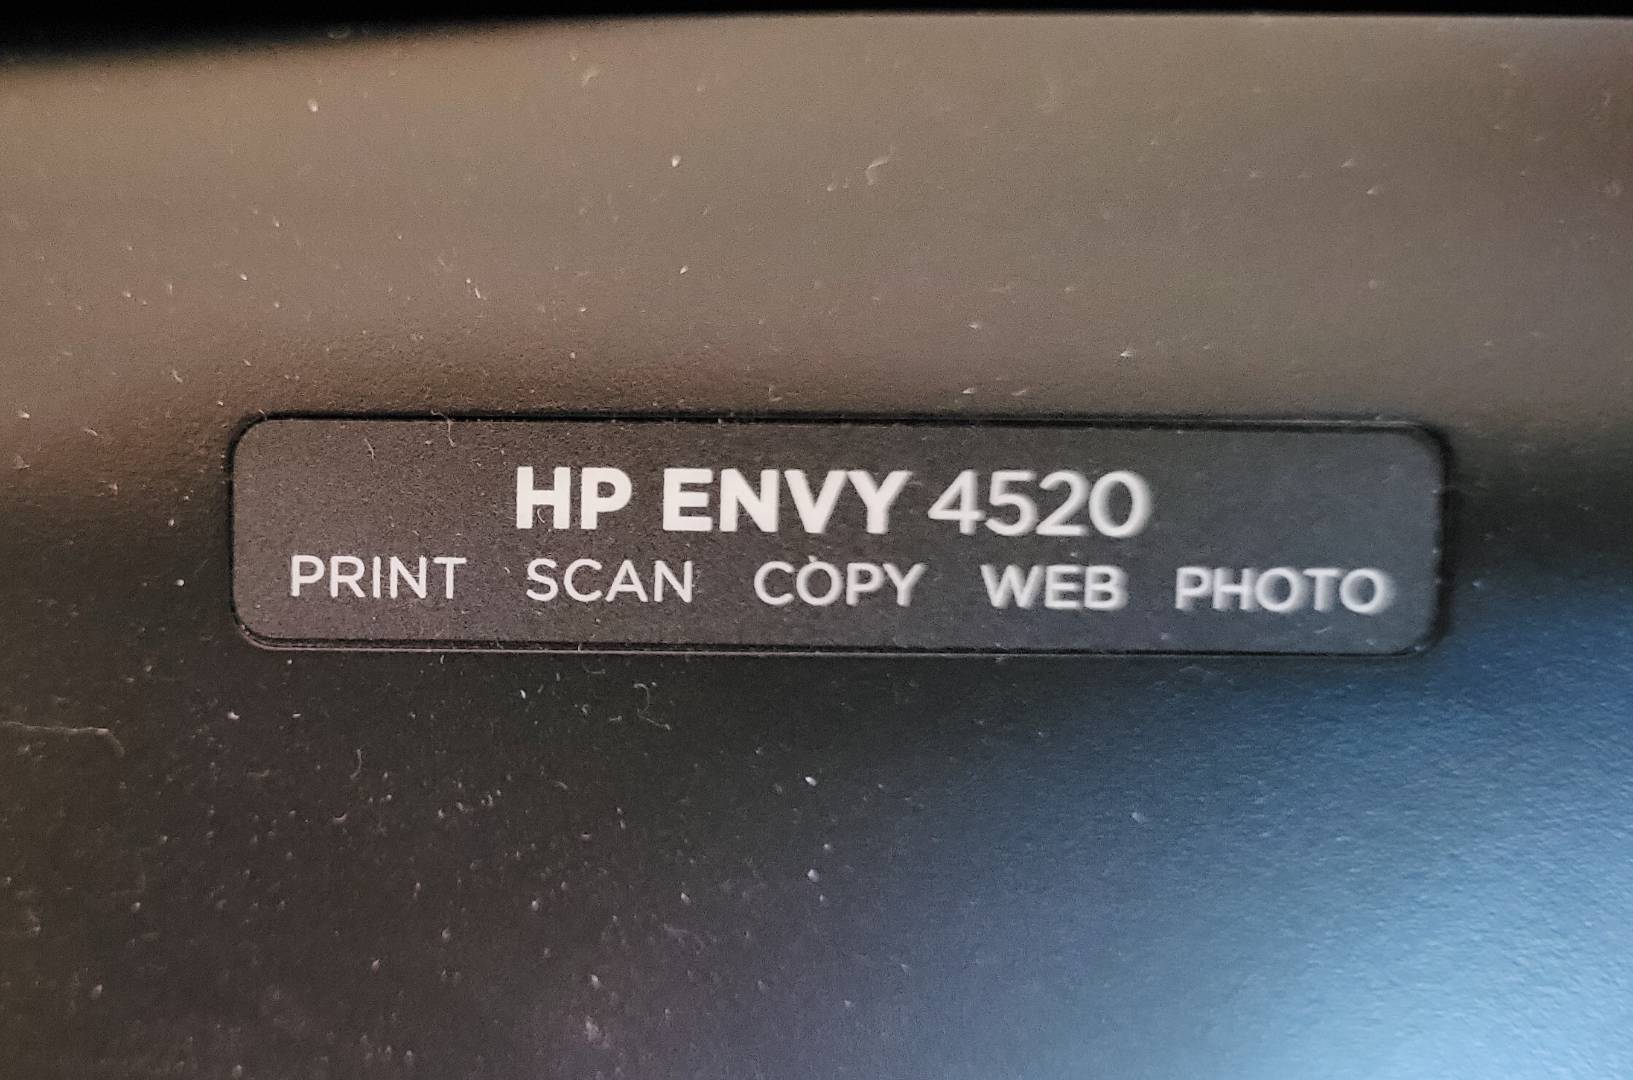 HP ENVY 4520
PRINT SCAN COPY WEB PHOTO